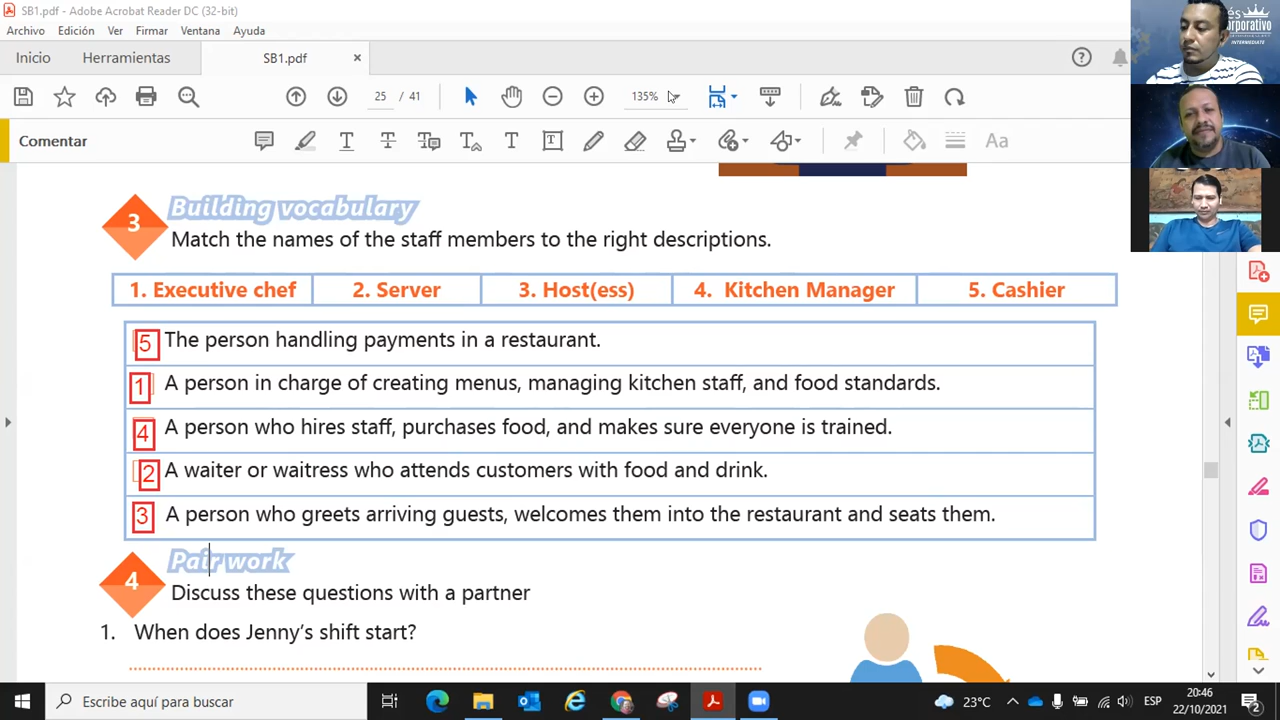 SB1.pdf - Adobe Acrobat Reader DC (32-bit)
Archivo Edición Ver Firmar Ventana Ayuda
Inicio Herramientas SB1.pdf ×
25 / 41 135%
Comentar
3 Building vocabulary
Match the names of the staff members to the right descriptions.
1. Executive chef 2. Server 3. Host(ess) 4. Kitchen Manager 5. Cashier
5 The person handling payments in a restaurant.
1 A person in charge of creating menus, managing kitchen staff, and food standards.
4 A person who hires staff, purchases food, and makes sure everyone is trained.
2 A waiter or waitress who attends customers with food and drink.
3 A person who greets arriving guests, welcomes them into the restaurant and seats them.
4 Pair work
Discuss these questions with a partner
1. When does Jenny's shift start?
Escribe aquí para buscar
23°C ESP 20:46
22/10/2021 2
INTERMEDIATE